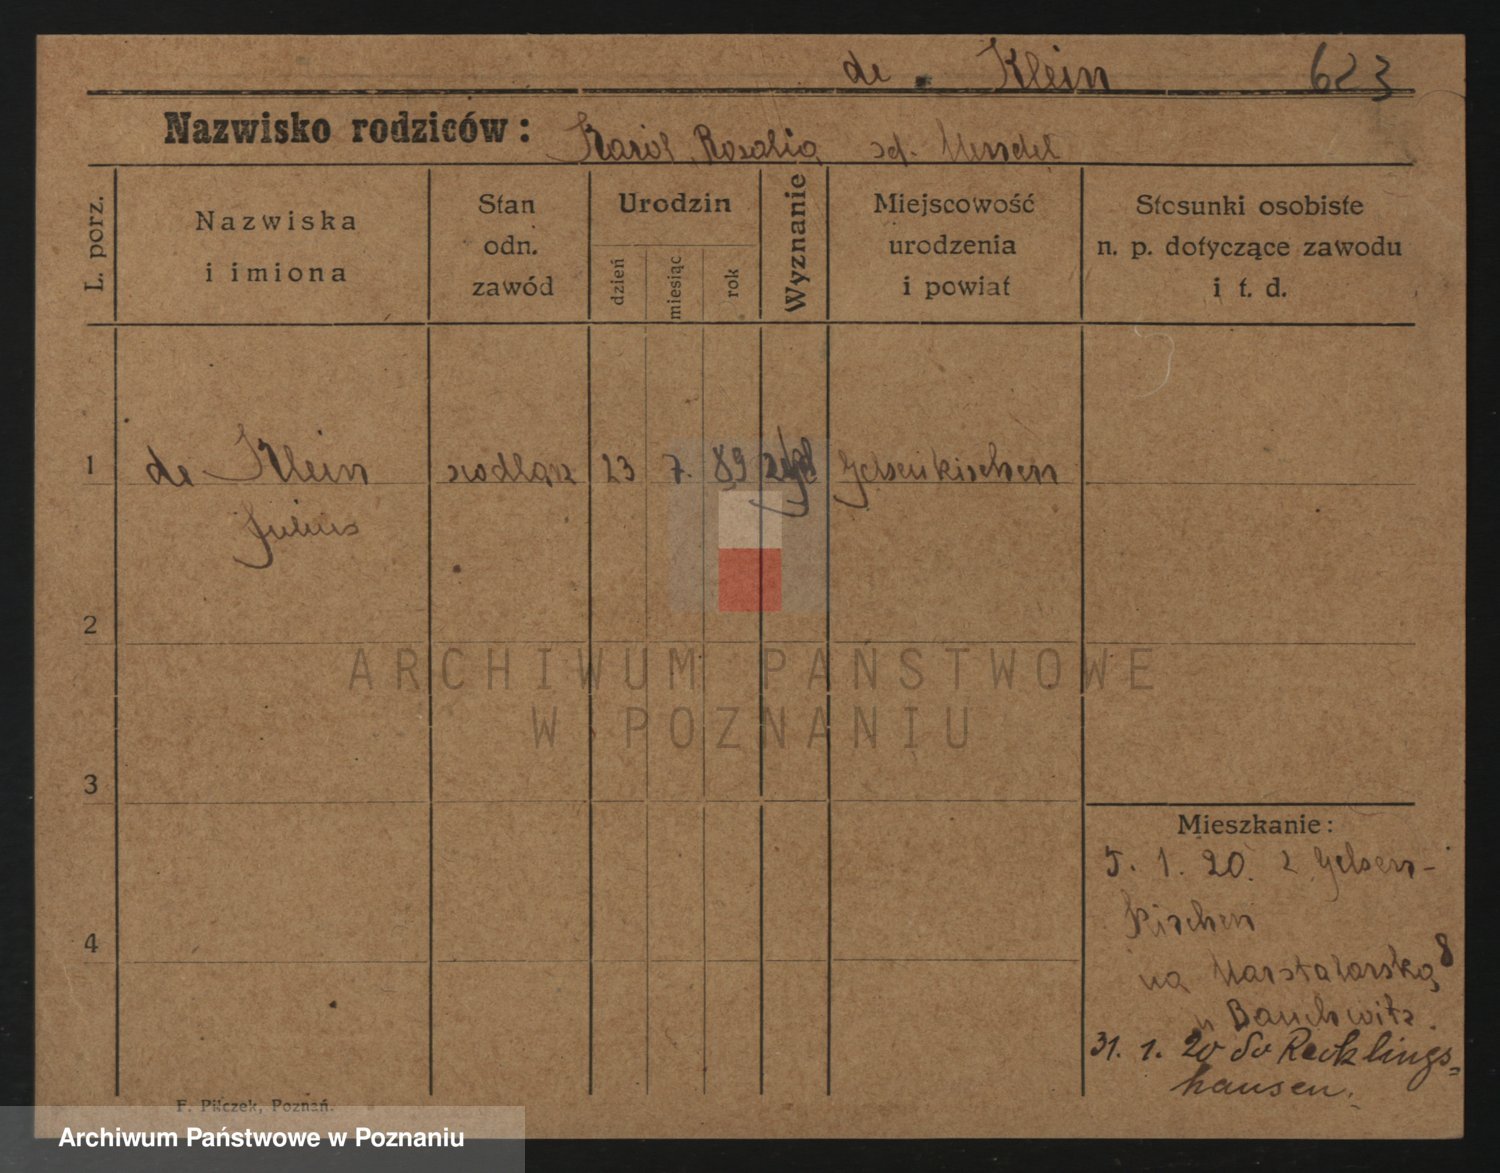 de Klein 623
Nazwisko rodziców: Karol, Rosalia sd. Mendel
L. porz.
Nazwiska
i imiona
Stan
odn.
zawód
Urodzin
dzień
miesiąc
rok
Wyznanie
Miejscowość
urodzenia
i powiat
Stosunki osobiste
n. p. dotyczące zawodu
i t. d.
1 de Klein siodlarz 23 7. 89 Gelsenkirchen
Julius
2
ARCHIWUM PAŃSTWOWE
W POZNANIU
3
Mieszkanie:
5. 1. 20. z Gelsen-
kirchen
4
na Marstalarską 8
u Bauchwitz.
31. 1. 20 do Recklings=
hausen.
F. Pilczek, Poznań.
Archiwum Państwowe w Poznaniu